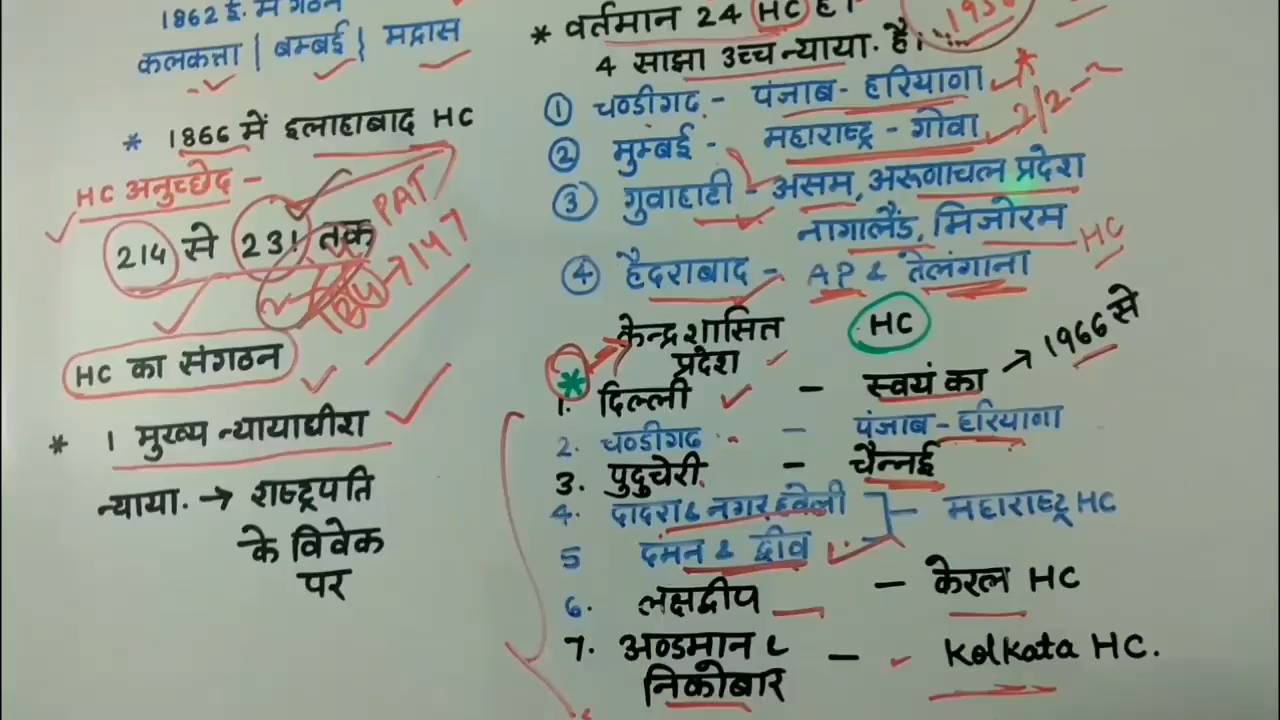 1862 ई. में गठन
कलकत्ता | बम्बई } मद्रास
* 1866 में इलाहाबाद HC
HC अनुच्छेद -
214 से 231 तक
PAT
147
HC का संगठन
* 1 मुख्य न्यायाधीश
न्याया. → राष्ट्रपति
के विवेक
पर
* वर्तमान 24 HC है।
4 साझा उच्च न्याया. है।
① चण्डीगढ - पंजाब - हरियाणा *
② मुम्बई - महाराष्ट्र - गोवा
③ गुवाहाटी - असम, अरूणाचल प्रदेश
नागालैंड, मिजोरम
④ हैदराबाद - AP & तेलंगाना HC
* केन्द्र शासित HC
प्रदेश
1. दिल्ली - स्वयं का → 1966 से
2. चण्डीगढ - पंजाब - हरियाणा
3. पुदुचेरी - चैन्नई
4. दादरा & नगर हवेली } - महाराष्ट्र HC
5 दमन & द्वीव
6. लक्षद्वीप - केरल HC
7. अण्डमान &
निकोबार - Kolkata HC.